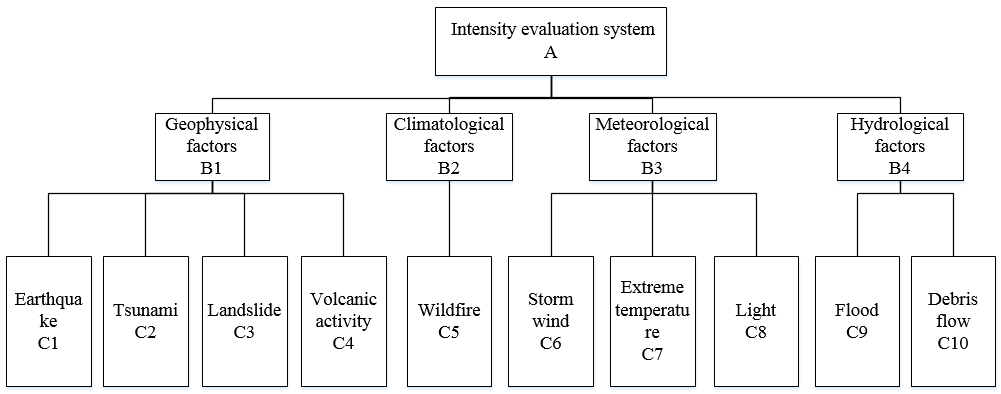 Intensity evaluation system
A
Geophysical
factors
B1
Climatological
factors
B2
Meteorological
factors
B3
Hydrological
factors
B4
Earthqua
ke
C1
Tsunami
C2
Landslide
C3
Volcanic
activity
C4
Wildfire
C5
Storm
wind
C6
Extreme
temperatu
re
C7
Light
C8
Flood
C9
Debris
flow
C10